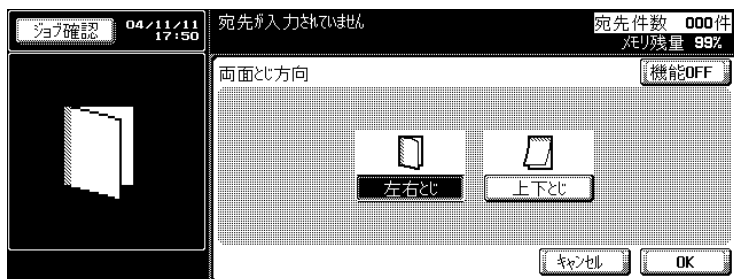 ジョブ確認
04/11/11
17:50
宛先が入力されていません
宛先件数 000件
メモリ残量 99%
両面とじ方向
機能OFF
左右とじ
上下とじ
キャンセル
OK